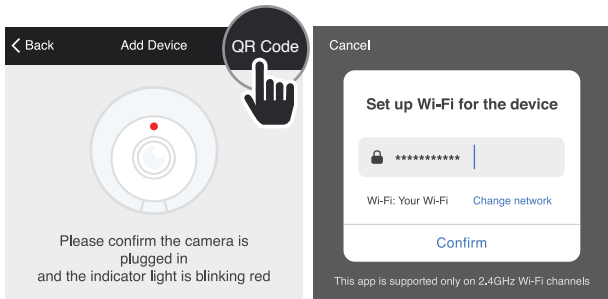 Back
Add Device
QR Code
Please confirm the camera is
plugged in
and the indicator light is blinking red
Cancel
Set up Wi-Fi for the device
***********
Wi-Fi: Your Wi-Fi
Change network
Confirm
This app is supported only on 2.4GHz Wi-Fi channels